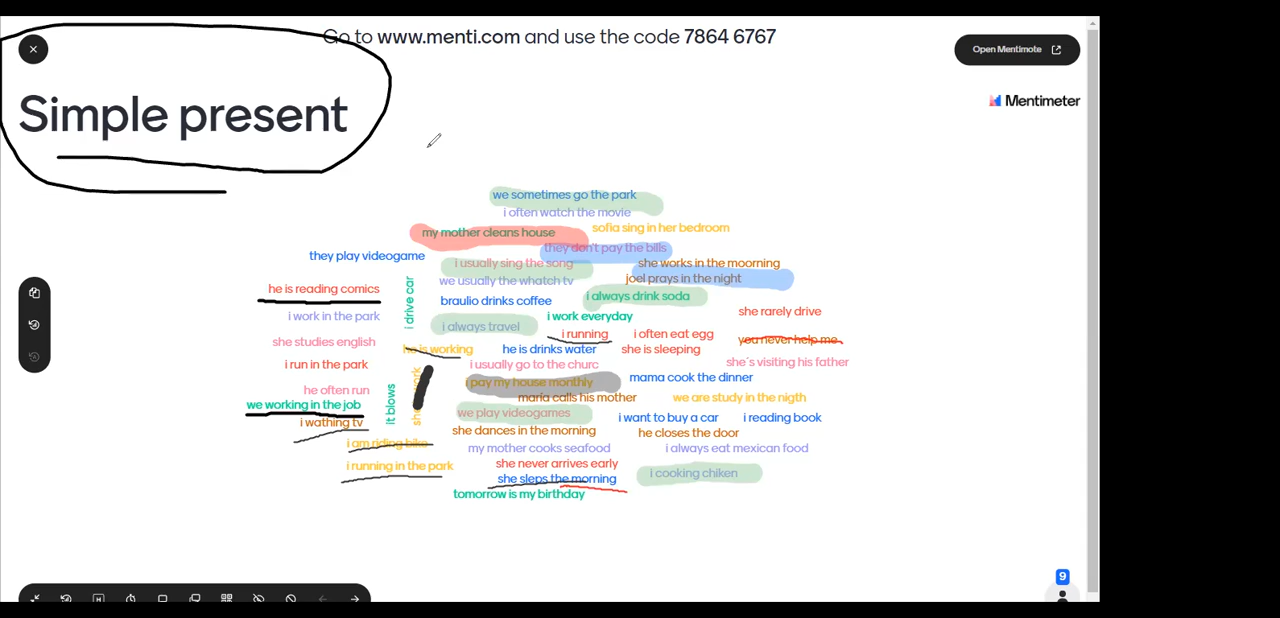 Go to www.menti.com and use the code 7864 6767
Open Mentimote
Simple present
Mentimeter
we sometimes go the park
i often watch the movie
sofia sing in her bedroom
my mother cleans house
they don't pay the bills
they play videogame
i usually sing the song
she works in the moorning
we usually the whatch tv
joel prays in the night
he is reading comics
i drive car
braulio drinks coffee
i always drink soda
i work in the park
i work everyday
she rarely drive
i always travel
i running
i often eat egg
you never help me
she studies english
he is working
he is drinks water
she is sleeping
i run in the park
i usually go to the churc
she´s visiting his father
he often run
i pay my house monthly
mama cook the dinner
it blows
she work
maría calls his mother
we are study in the nigth
we working in the job
we play videogames
i want to buy a car
i reading book
i wathing tv
she dances in the morning
he closes the door
i am riding bike
my mother cooks seafood
i always eat mexican food
i running in the park
she never arrives early
i cooking chiken
she sleps the morning
tomorrow is my birthday
9